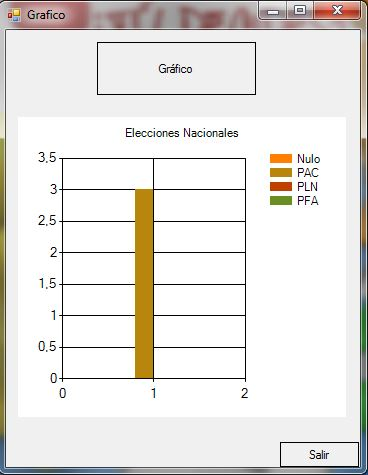 Grafico
Gráfico
Elecciones Nacionales
3,5
3
2,5
2
1,5
1
0,5
0
0 1 2
Nulo
PAC
PLN
PFA
Salir